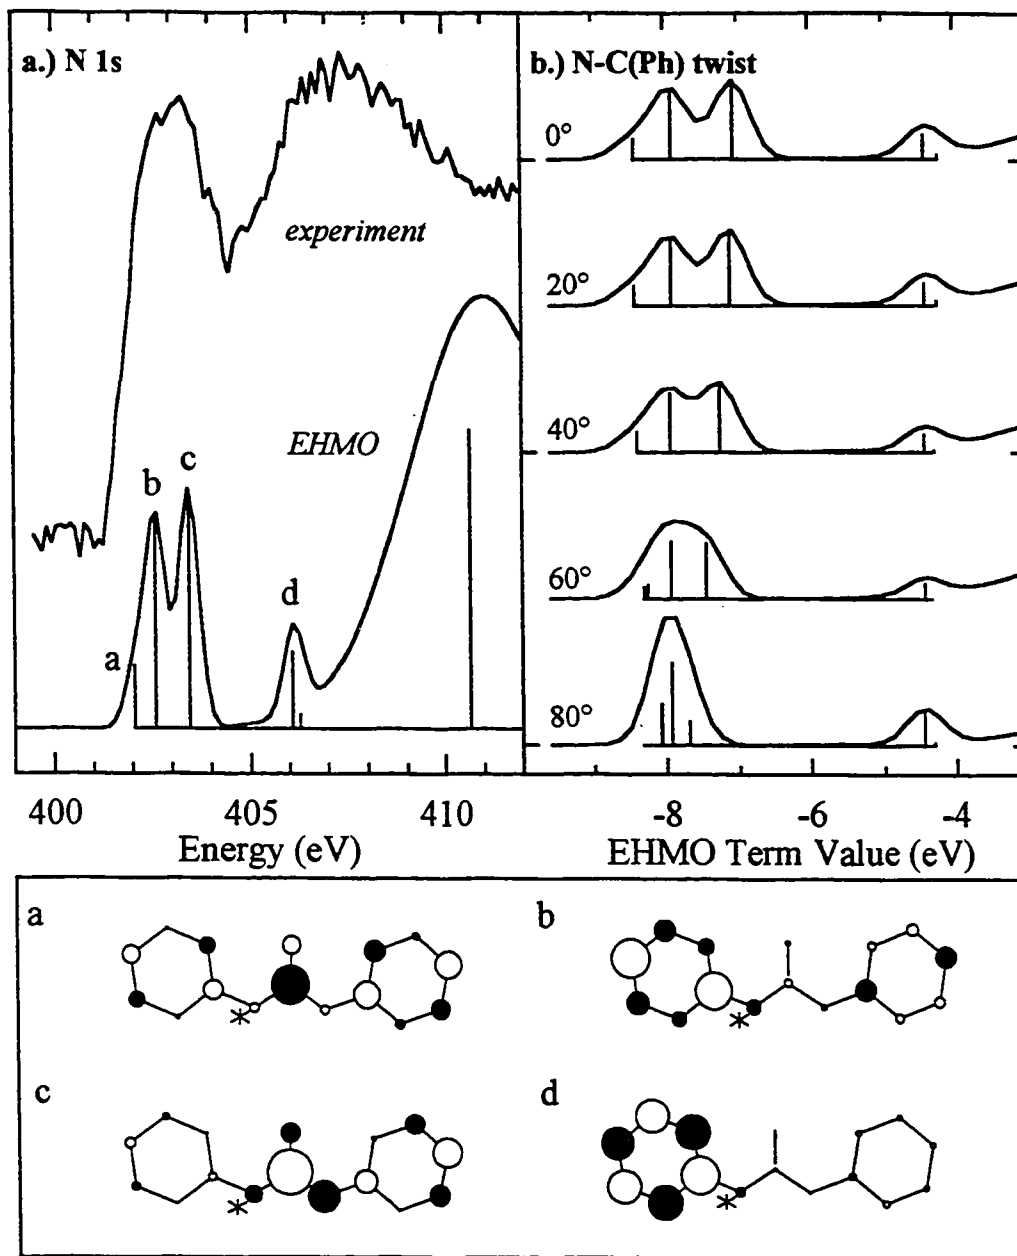 a.) N 1s
experiment
EHMO
a
b
c
d
400
405
410
Energy (eV)
b.) N-C(Ph) twist
0°
20°
40°
60°
80°
-8
-6
-4
EHMO Term Value (eV)
a
*
b
*
c
*
d
*